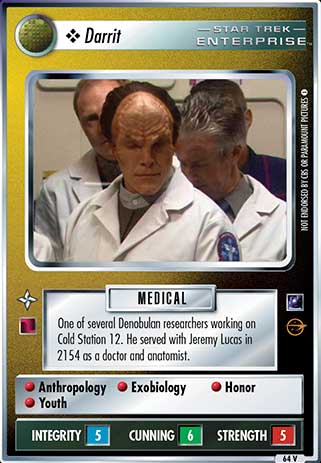 ❖ Darrit
STAR TREK
ENTERPRISE™
NOT ENDORSED BY CBS OR PARAMOUNT PICTURES
MEDICAL
One of several Denobulan researchers working on
Cold Station 12. He served with Jeremy Lucas in
2154 as a doctor and anatomist.
Anthropology
Exobiology
Honor
Youth
INTEGRITY 5
CUNNING 6
STRENGTH 5
64 V